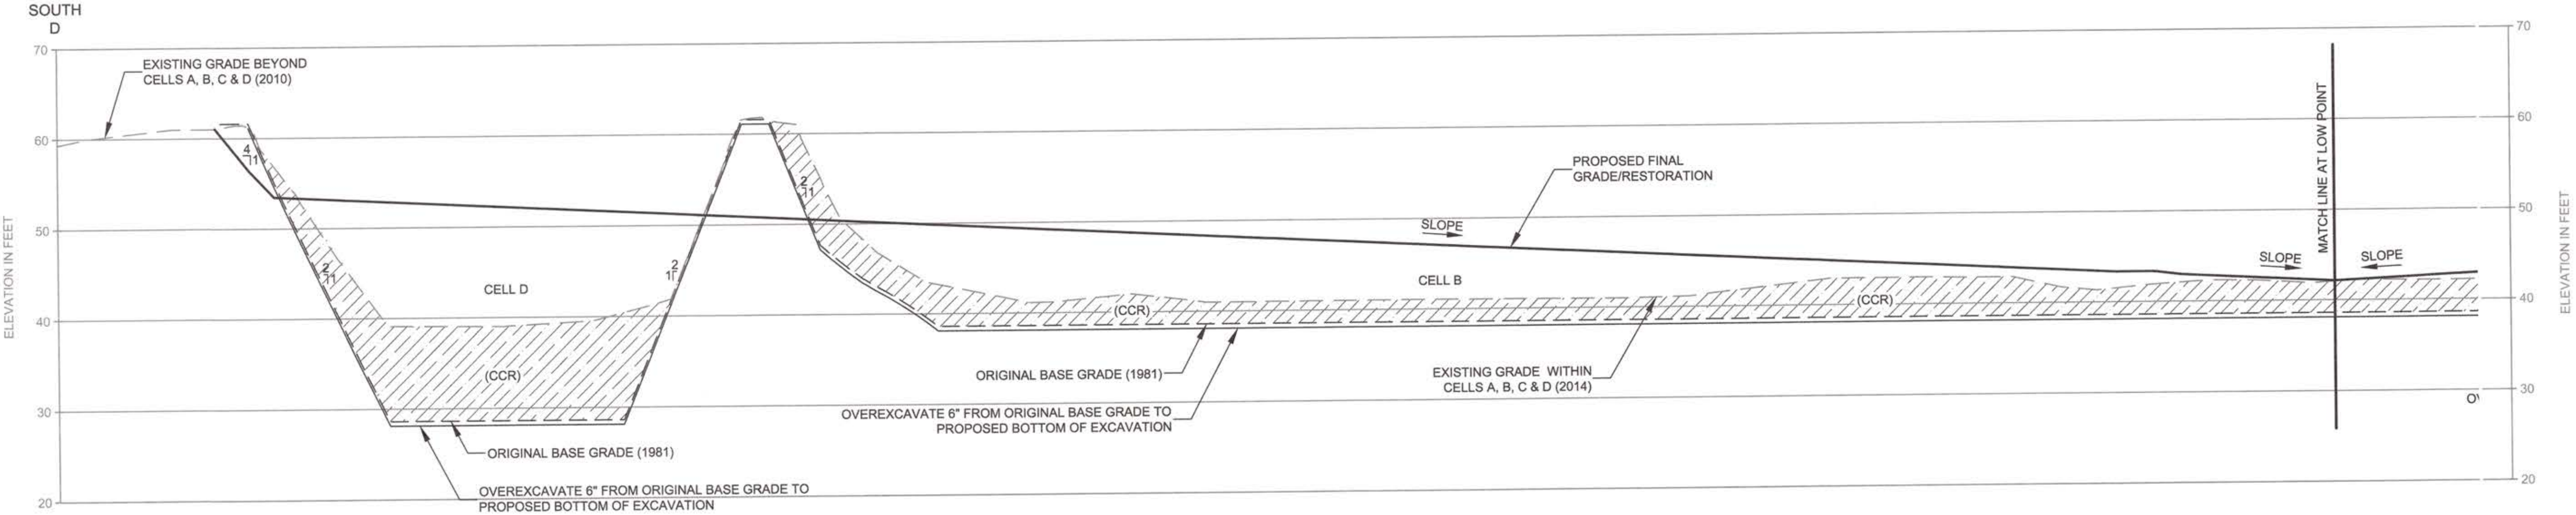 SOUTH
D
70
60
50
40
30
20
ELEVATION IN FEET
EXISTING GRADE BEYOND
CELLS A, B, C & D (2010)
4
1
2
1
2
1
2
1
CELL D
(CCR)
ORIGINAL BASE GRADE (1981)
OVEREXCAVATE 6" FROM ORIGINAL BASE GRADE TO
PROPOSED BOTTOM OF EXCAVATION
PROPOSED FINAL
GRADE/RESTORATION
SLOPE
CELL B
(CCR)
(CCR)
ORIGINAL BASE GRADE (1981)
OVEREXCAVATE 6" FROM ORIGINAL BASE GRADE TO
PROPOSED BOTTOM OF EXCAVATION
EXISTING GRADE WITHIN
CELLS A, B, C & D (2014)
MATCH LINE AT LOW POINT
SLOPE
SLOPE
70
60
50
40
30
20
ELEVATION IN FEET